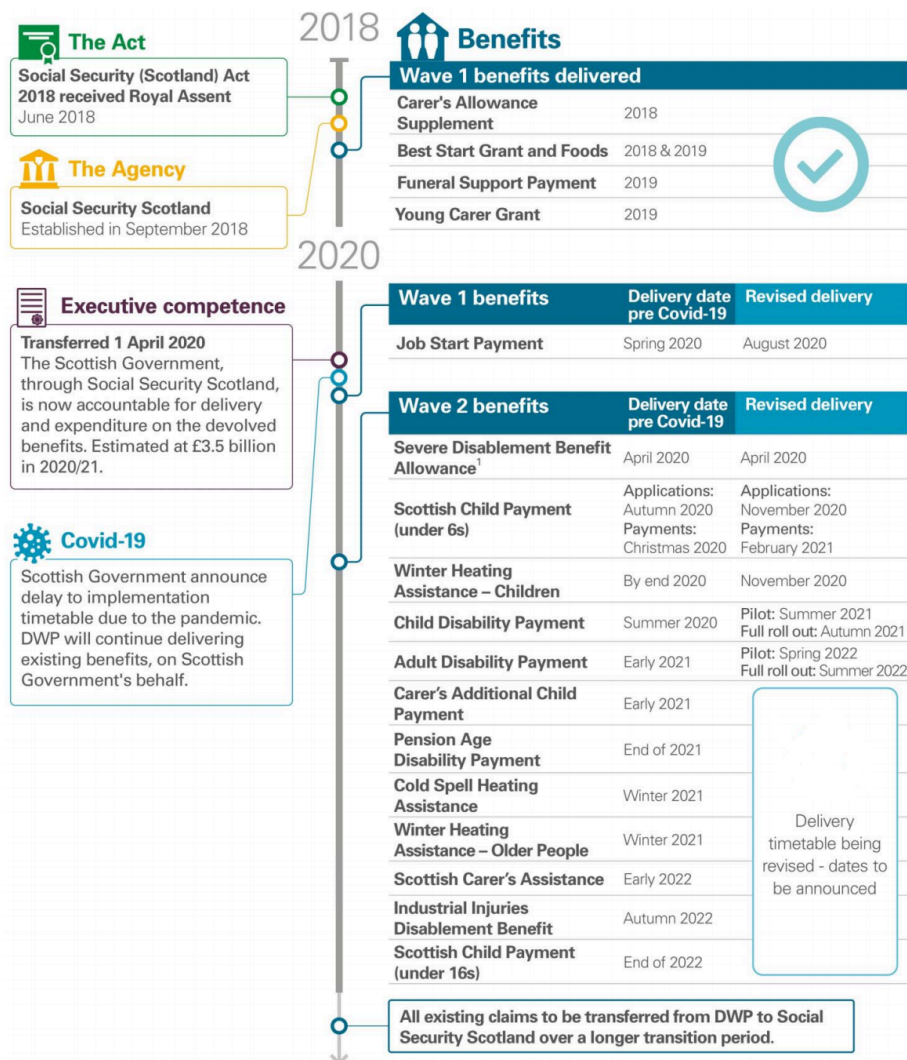 2018
The Act
Social Security (Scotland) Act
2018 received Royal Assent
June 2018
The Agency
Social Security Scotland
Established in September 2018
Benefits
Wave 1 benefits delivered
Carer's Allowance
Supplement
2018
Best Start Grant and Foods 2018 & 2019
Funeral Support Payment 2019
Young Carer Grant 2019
2020
Executive competence
Transferred 1 April 2020
The Scottish Government,
through Social Security Scotland,
is now accountable for delivery
and expenditure on the devolved
benefits. Estimated at £3.5 billion
in 2020/21.
Covid-19
Scottish Government announce
delay to implementation
timetable due to the pandemic.
DWP will continue delivering
existing benefits, on Scottish
Government's behalf.
Wave 1 benefits
Delivery date
pre Covid-19
Revised delivery
Job Start Payment Spring 2020 August 2020
Wave 2 benefits
Delivery date
pre Covid-19
Revised delivery
Severe Disablement Benefit
Allowance¹
April 2020
April 2020
Scottish Child Payment
(under 6s)
Applications:
Autumn 2020
Payments:
Christmas 2020
Applications:
November 2020
Payments:
February 2021
Winter Heating
Assistance – Children
By end 2020
November 2020
Child Disability Payment
Summer 2020
Pilot: Summer 2021
Full roll out: Autumn 2021
Adult Disability Payment
Early 2021
Pilot: Spring 2022
Full roll out: Summer 2022
Carer's Additional Child
Payment
Early 2021
Pension Age
Disability Payment
End of 2021
Cold Spell Heating
Assistance
Winter 2021
Winter Heating
Assistance – Older People
Winter 2021
Scottish Carer's Assistance Early 2022
Industrial Injuries
Disablement Benefit
Autumn 2022
Scottish Child Payment
(under 16s)
End of 2022
Delivery
timetable being
revised - dates to
be announced
All existing claims to be transferred from DWP to Social
Security Scotland over a longer transition period.